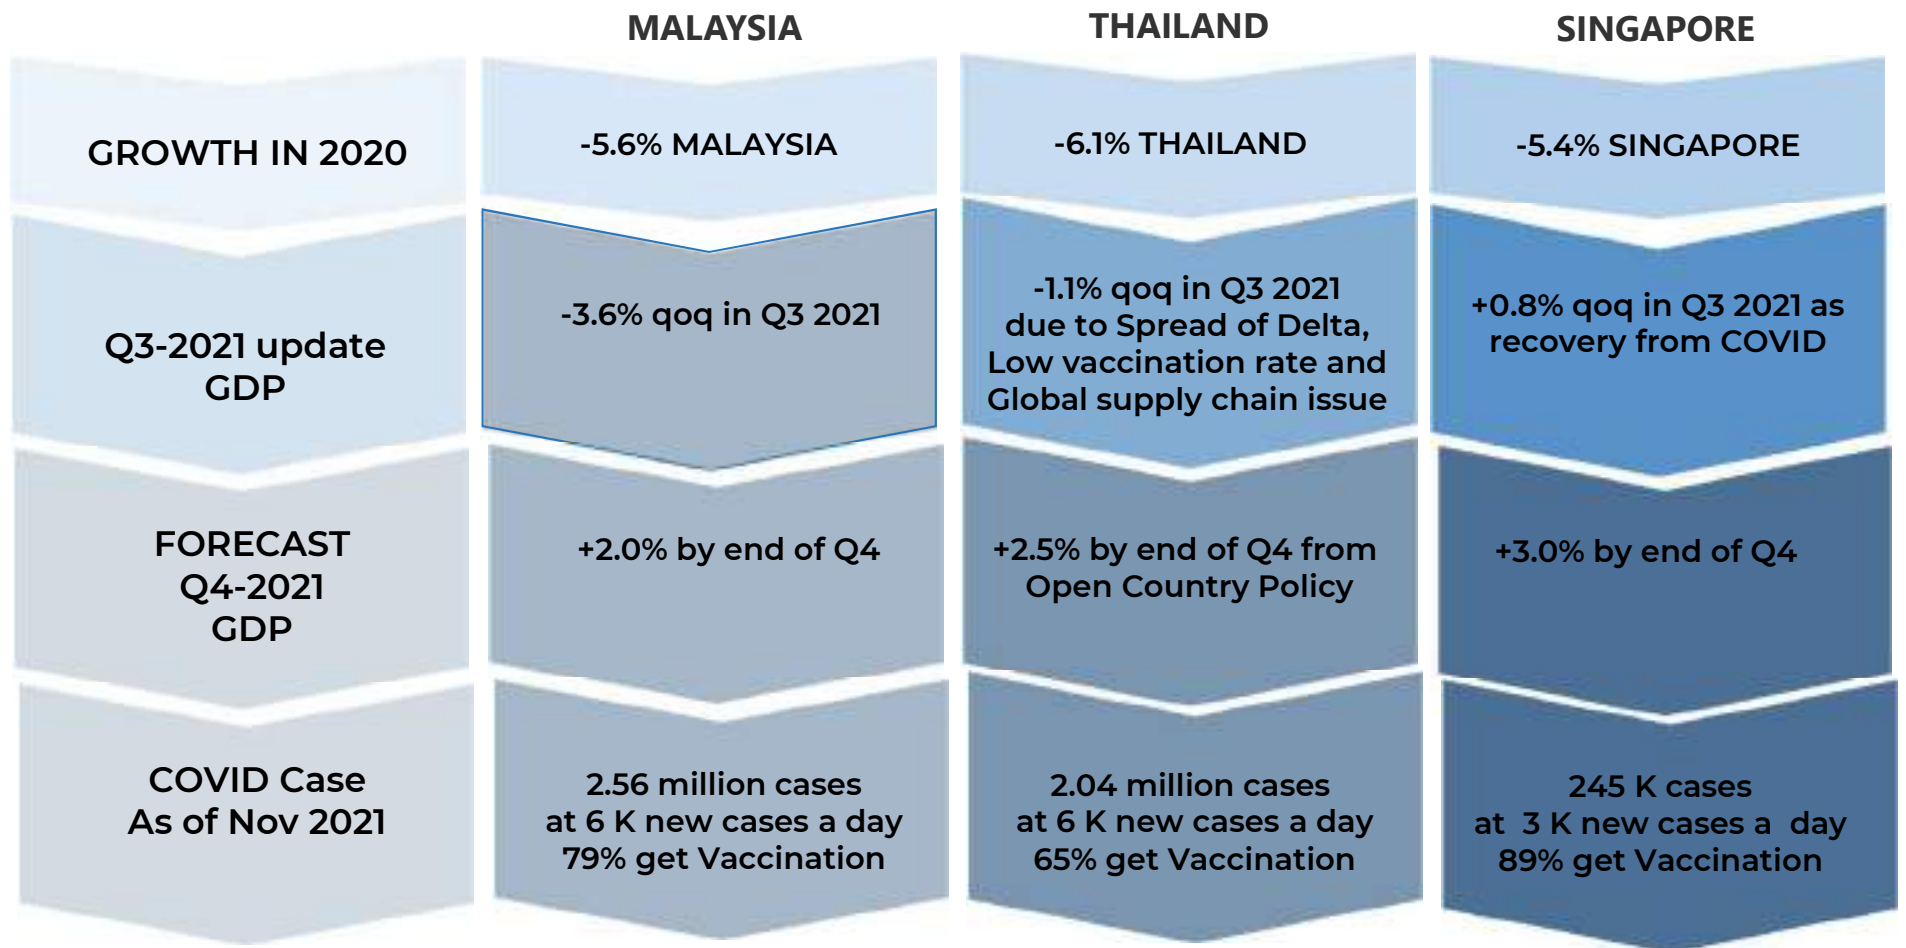 MALAYSIA
THAILAND
SINGAPORE
GROWTH IN 2020
-5.6% MALAYSIA
-6.1% THAILAND
-5.4% SINGAPORE
Q3-2021 update
GDP
-3.6% qoq in Q3 2021
-1.1% qoq in Q3 2021
due to Spread of Delta,
Low vaccination rate and
Global supply chain issue
+0.8% qoq in Q3 2021 as
recovery from COVID
FORECAST
Q4-2021
GDP
+2.0% by end of Q4
+2.5% by end of Q4 from
Open Country Policy
+3.0% by end of Q4
COVID Case
As of Nov 2021
2.56 million cases
at 6 K new cases a day
79% get Vaccination
2.04 million cases
at 6 K new cases a day
65% get Vaccination
245 K cases
at 3 K new cases a day
89% get Vaccination